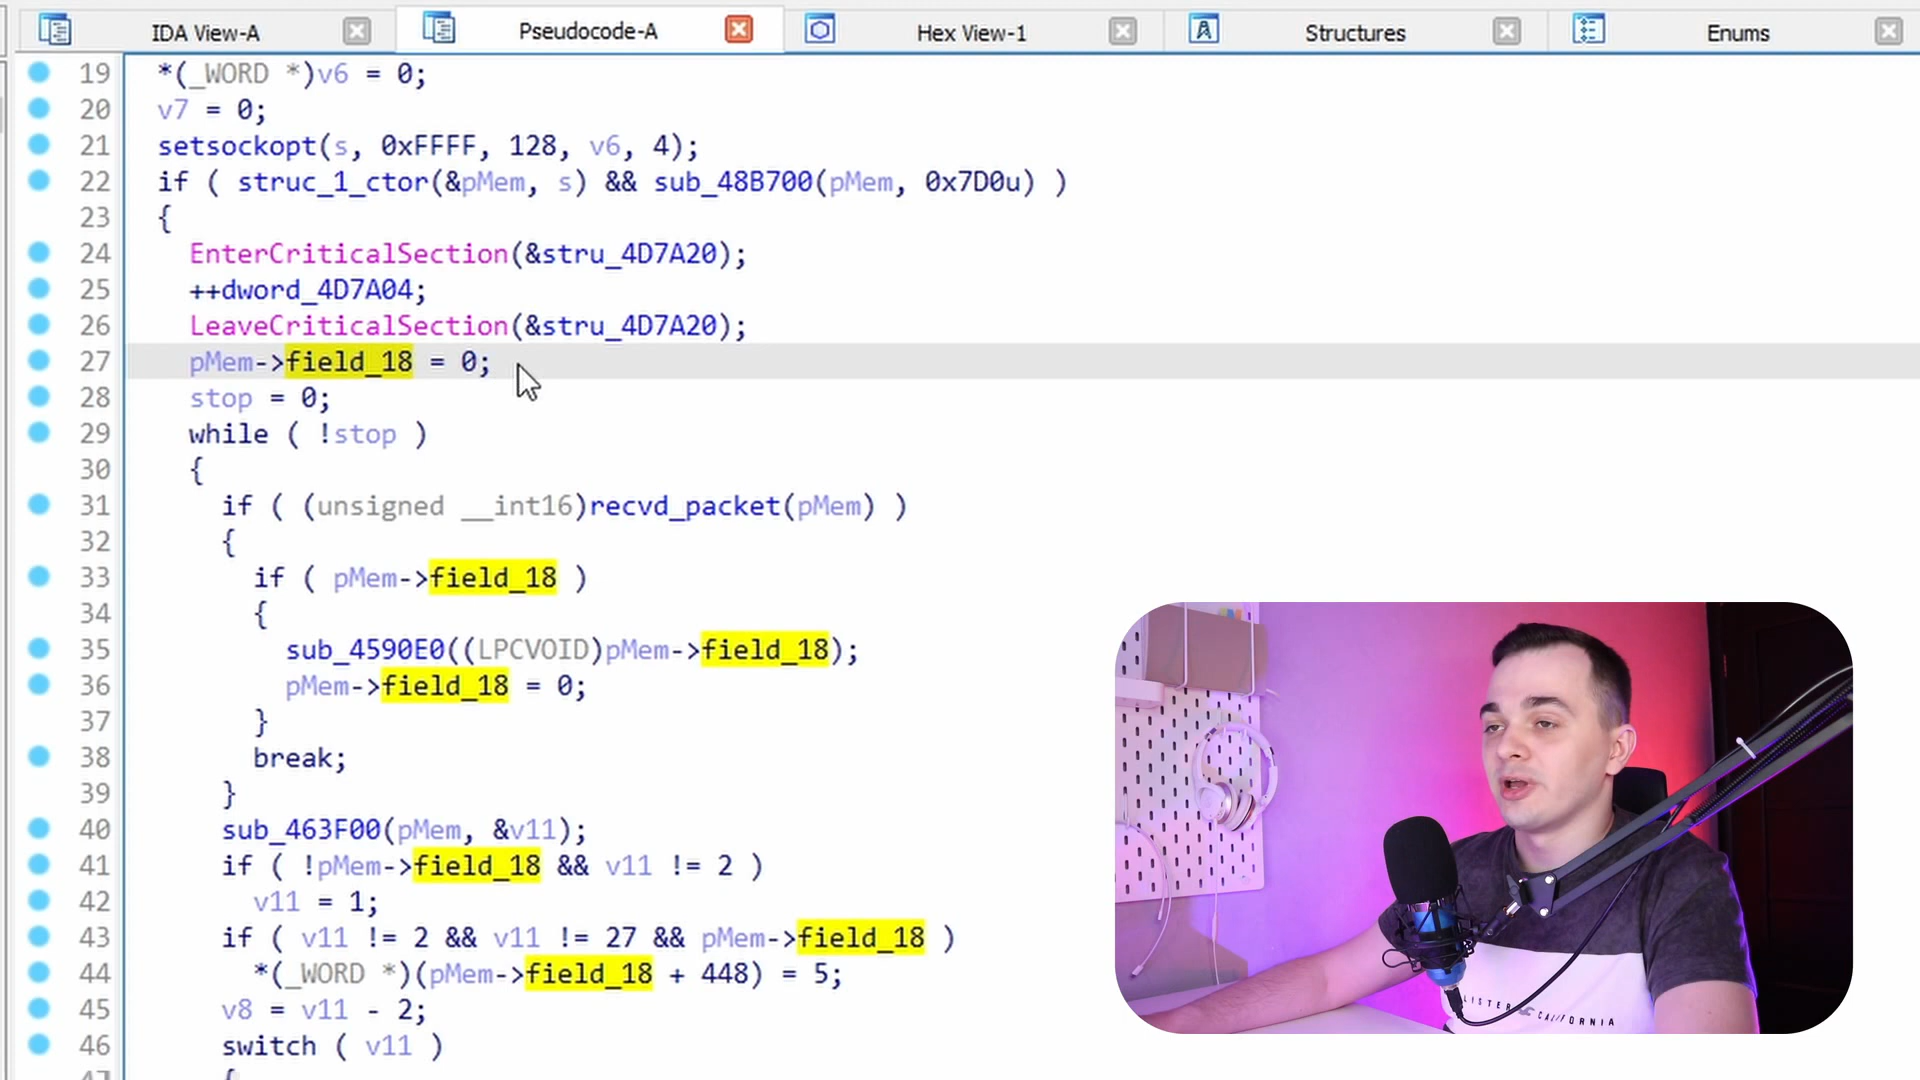 IDA View-A
Pseudocode-A
Hex View-1
Structures
Enums
19 *(_WORD *)v6 = 0;
20 v7 = 0;
21 setsockopt(s, 0xFFFF, 128, v6, 4);
22 if ( struc_1_ctor(&pMem, s) && sub_48B700(pMem, 0x7D0u) )
23 {
24 EnterCriticalSection(&stru_4D7A20);
25 ++dword_4D7A04;
26 LeaveCriticalSection(&stru_4D7A20);
27 pMem->field_18 = 0;
28 stop = 0;
29 while ( !stop )
30 {
31 if ( (unsigned __int16)recvd_packet(pMem) )
32 {
33 if ( pMem->field_18 )
34 {
35 sub_4590E0((LPCVOID)pMem->field_18);
36 pMem->field_18 = 0;
37 }
38 break;
39 }
40 sub_463F00(pMem, &v11);
41 if ( !pMem->field_18 && v11 != 2 )
42 v11 = 1;
43 if ( v11 != 2 && v11 != 27 && pMem->field_18 )
44 *(_WORD *)(pMem->field_18 + 448) = 5;
45 v8 = v11 - 2;
46 switch ( v11 )
47 {
CALIFORNIA